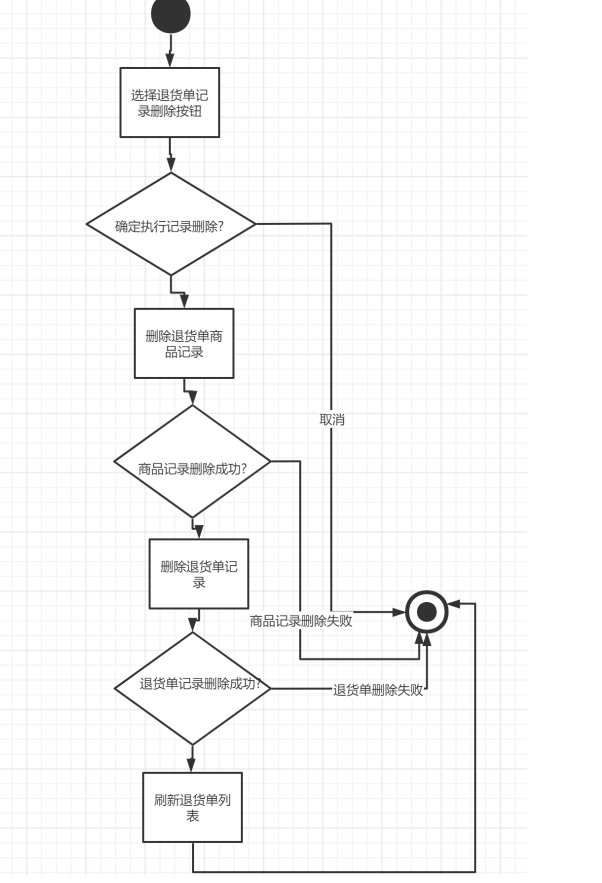 选择退货单记
录删除按钮
确定执行记录删除?
删除退货单商
品记录
取消
商品记录删除成功?
删除退货单记
录
商品记录删除失败
退货单记录删除成功?
退货单删除失败
刷新退货单列
表